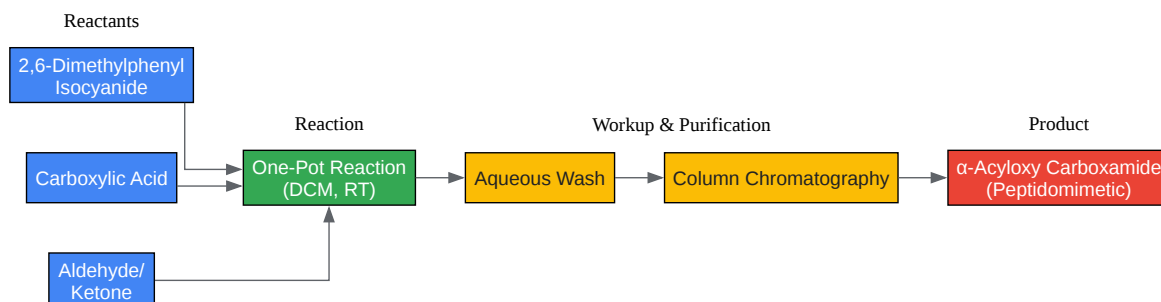 Reactants
2,6-Dimethylphenyl
Isocyanide
Carboxylic Acid
Aldehyde/
Ketone
Reaction
One-Pot Reaction
(DCM, RT)
Workup & Purification
Aqueous Wash
Column Chromatography
Product
α-Acyloxy Carboxamide
(Peptidomimetic)